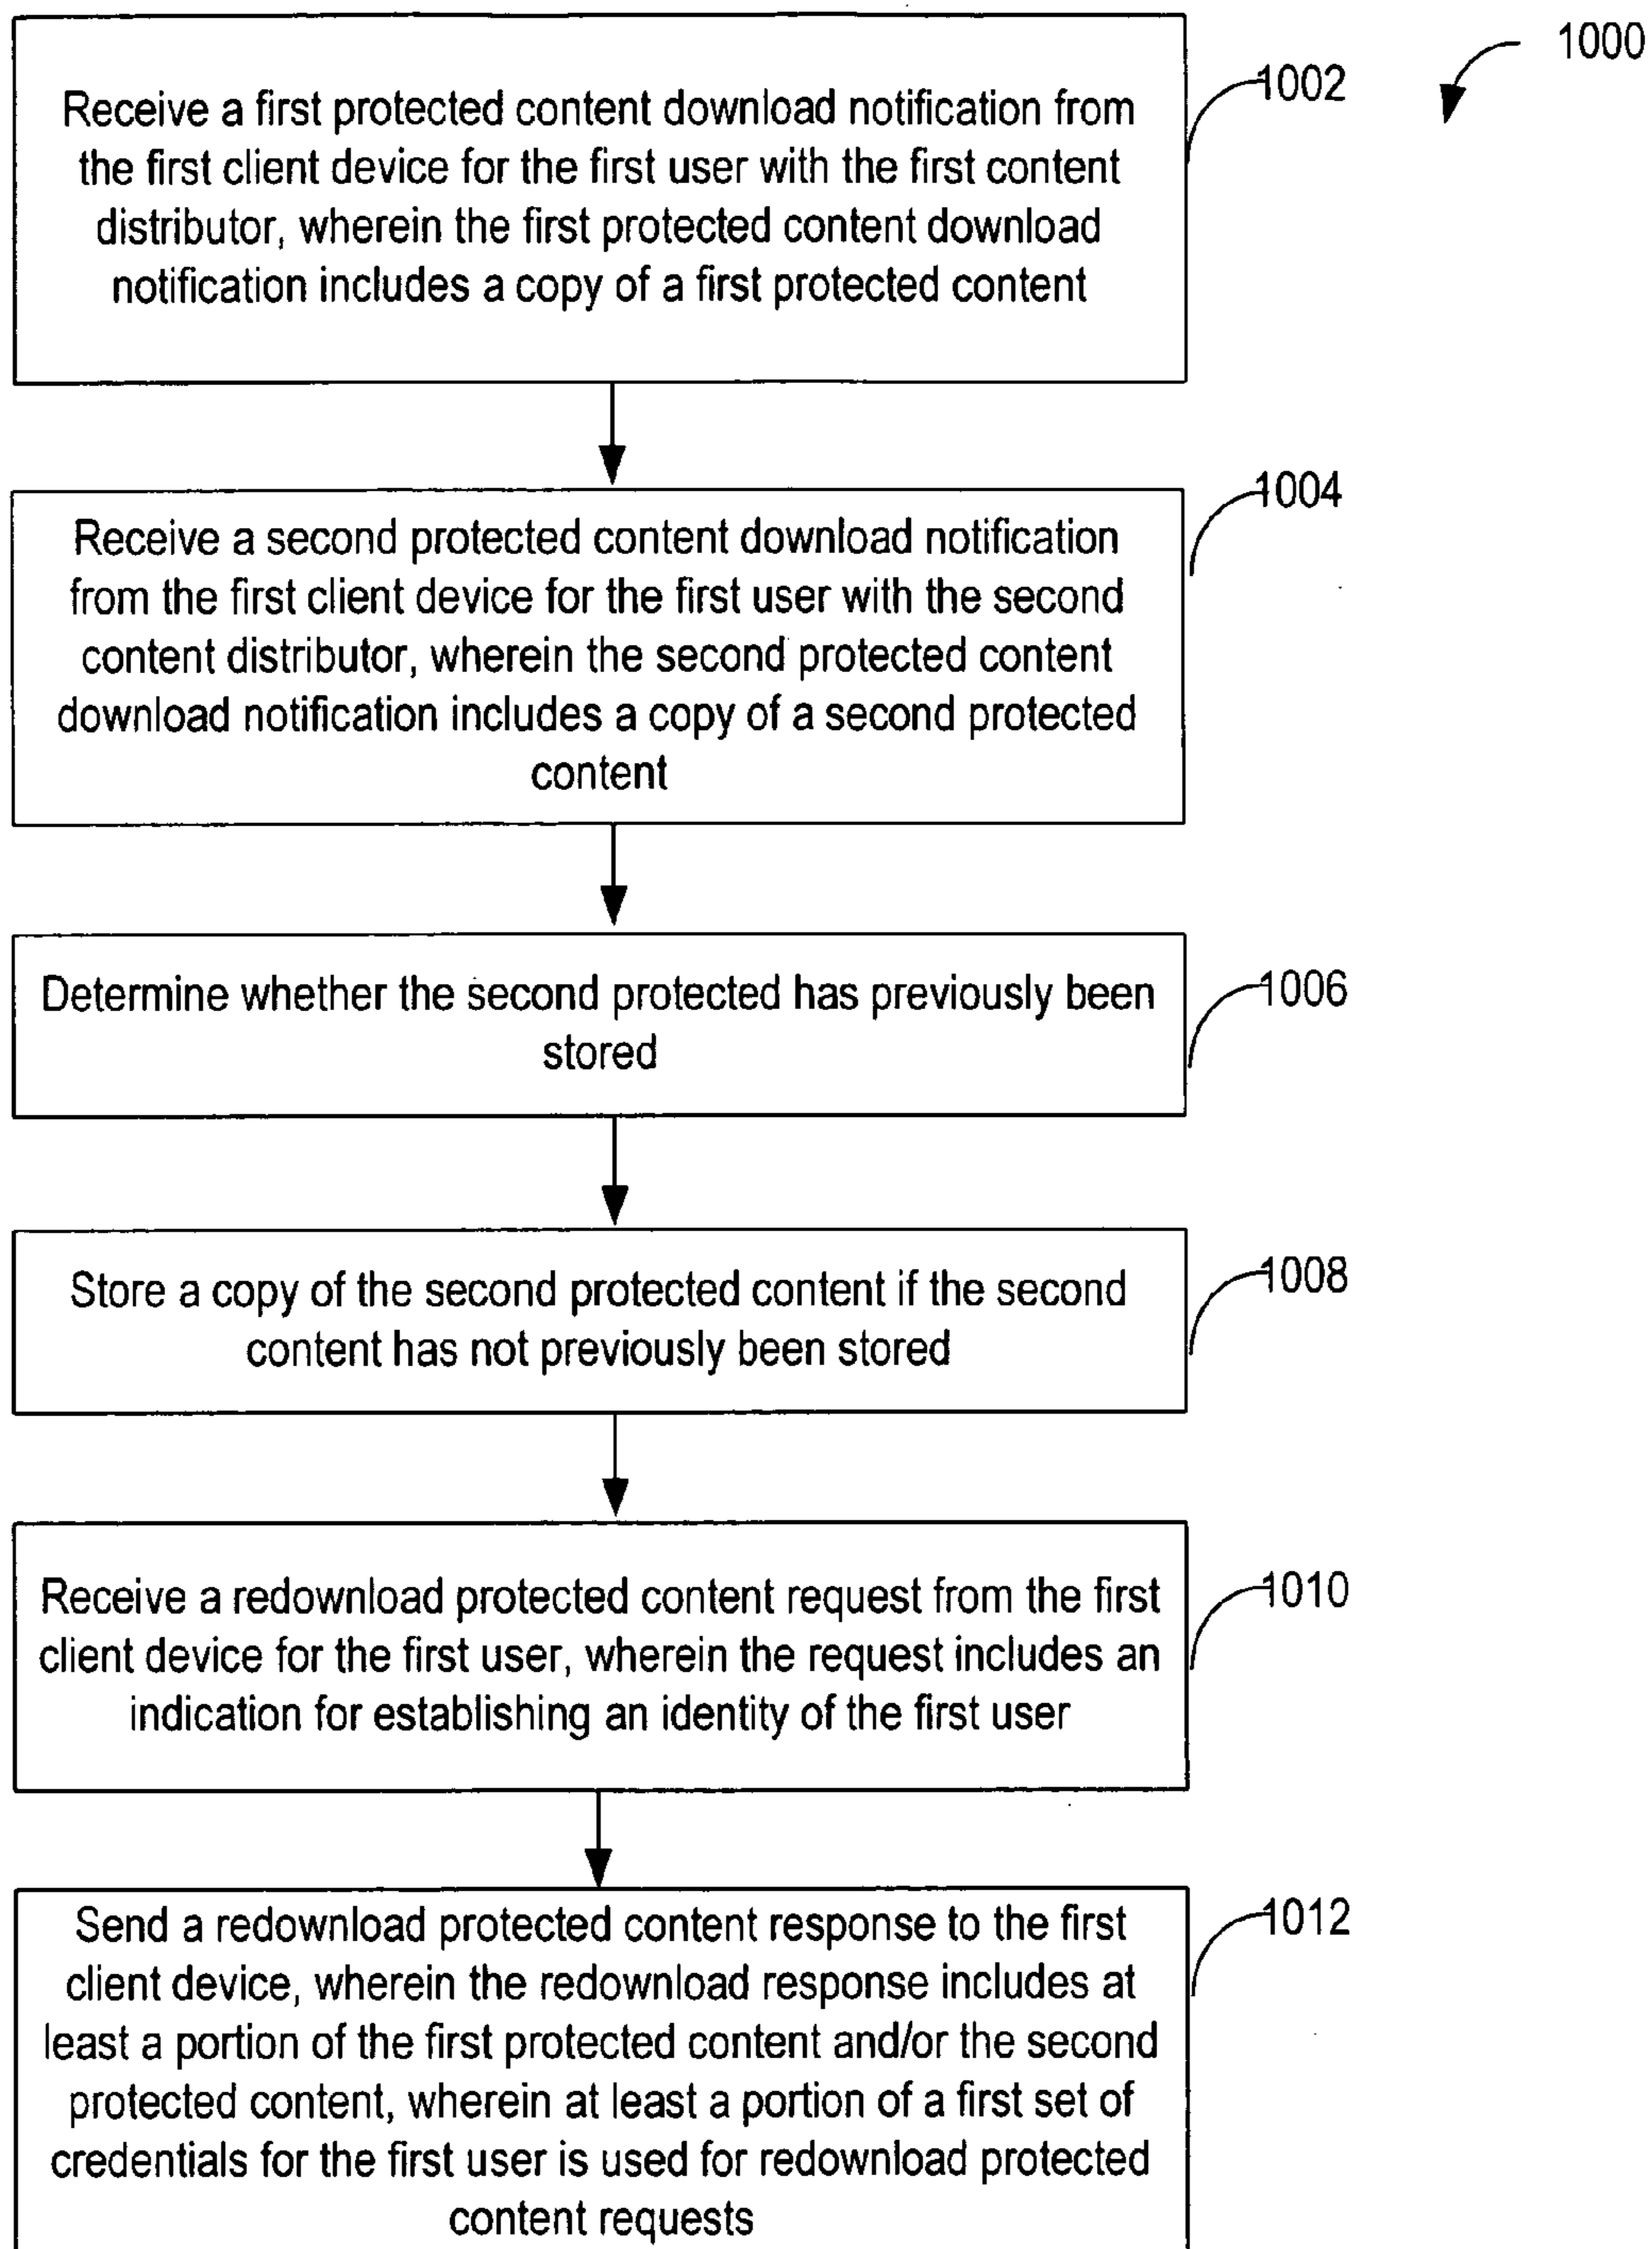 1000
1002
Receive a first protected content download notification from
the first client device for the first user with the first content
distributor, wherein the first protected content download
notification includes a copy of a first protected content
1004
Receive a second protected content download notification
from the first client device for the first user with the second
content distributor, wherein the second protected content
download notification includes a copy of a second protected
content
1006
Determine whether the second protected has previously been
stored
1008
Store a copy of the second protected content if the second
content has not previously been stored
1010
Receive a redownload protected content request from the first
client device for the first user, wherein the request includes an
indication for establishing an identity of the first user
1012
Send a redownload protected content response to the first
client device, wherein the redownload response includes at
least a portion of the first protected content and/or the second
protected content, wherein at least a portion of a first set of
credentials for the first user is used for redownload protected
content requests